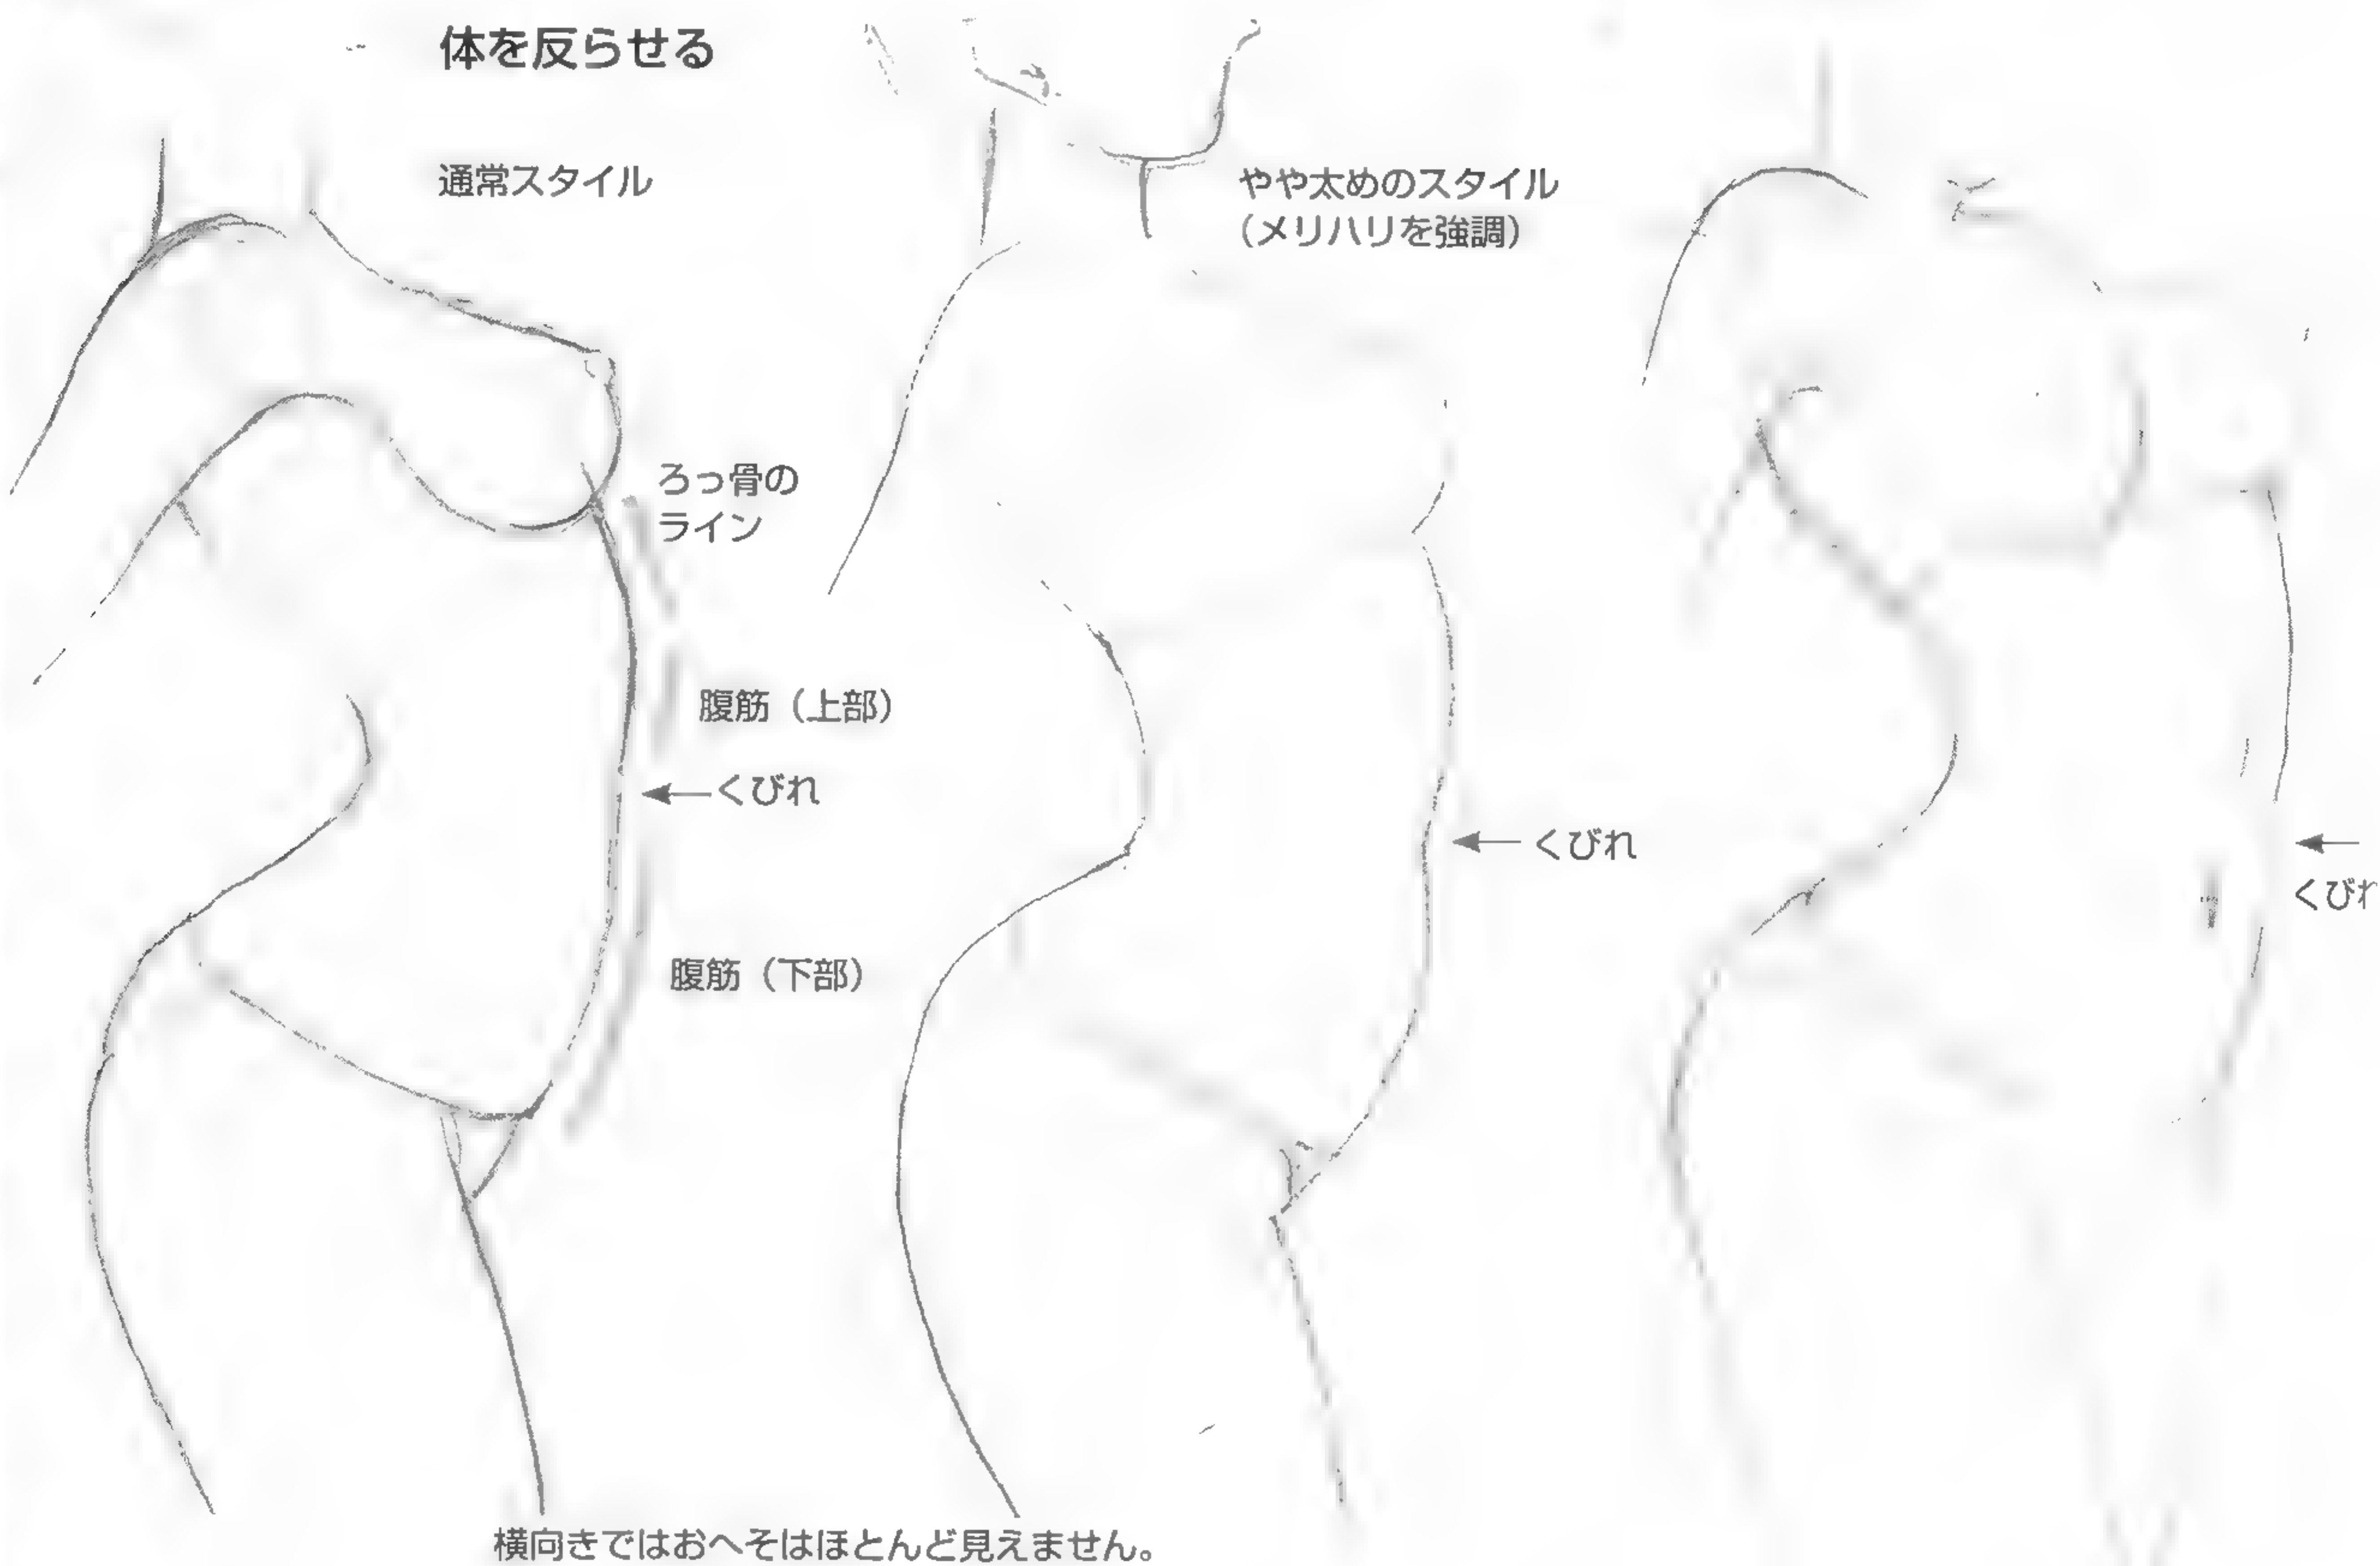 体を反らせる
通常スタイル
やや太めのスタイル
（メリハリを強調）
ろっ骨の
ライン
腹筋（上部）
←くびれ
←くびれ
←
くびれ
腹筋（下部）
横向きではおへそはほとんど見えません。